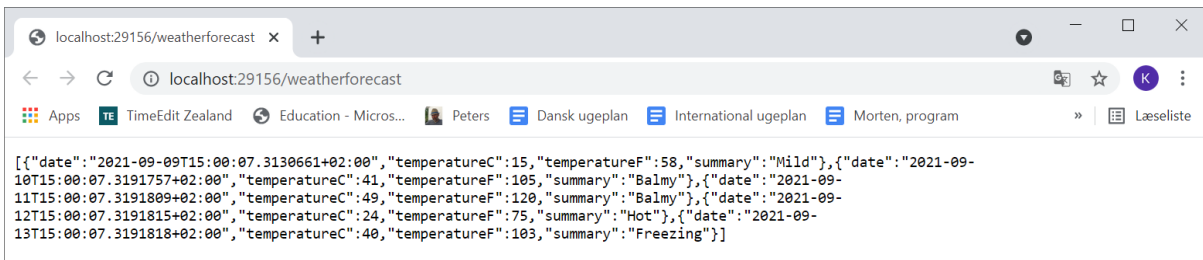 localhost:29156/weatherforecast
localhost:29156/weatherforecast
K
Apps TE TimeEdit Zealand Education - Micros... Peters Dansk ugeplan International ugeplan Morten, program » Læseliste
[{"date":"2021-09-09T15:00:07.3130661+02:00","temperatureC":15,"temperatureF":58,"summary":"Mild"},{"date":"2021-09-
10T15:00:07.3191757+02:00","temperatureC":41,"temperatureF":105,"summary":"Balmy"},{"date":"2021-09-
11T15:00:07.3191809+02:00","temperatureC":49,"temperatureF":120,"summary":"Balmy"},{"date":"2021-09-
12T15:00:07.3191815+02:00","temperatureC":24,"temperatureF":75,"summary":"Hot"},{"date":"2021-09-
13T15:00:07.3191818+02:00","temperatureC":40,"temperatureF":103,"summary":"Freezing"}]